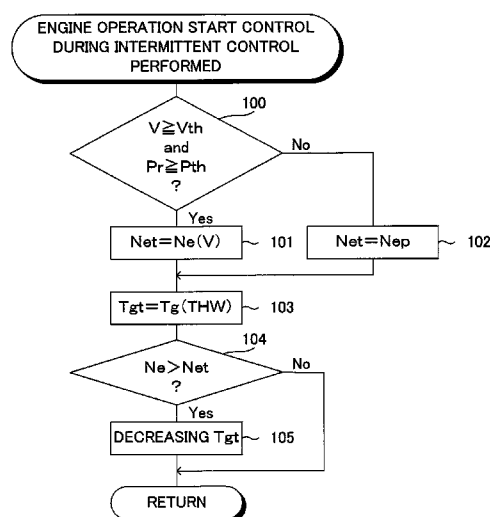 ENGINE OPERATION START CONTROL
DURING INTERMITTENT CONTROL
PERFORMED
100
V≧Vth
and
Pr≧Pth
?
No
Yes
Net=Ne(V)
101
Net=Nep
102
Tgt=Tg(THW)
103
104
Ne>Net
?
No
Yes
DECREASING Tgt
105
RETURN